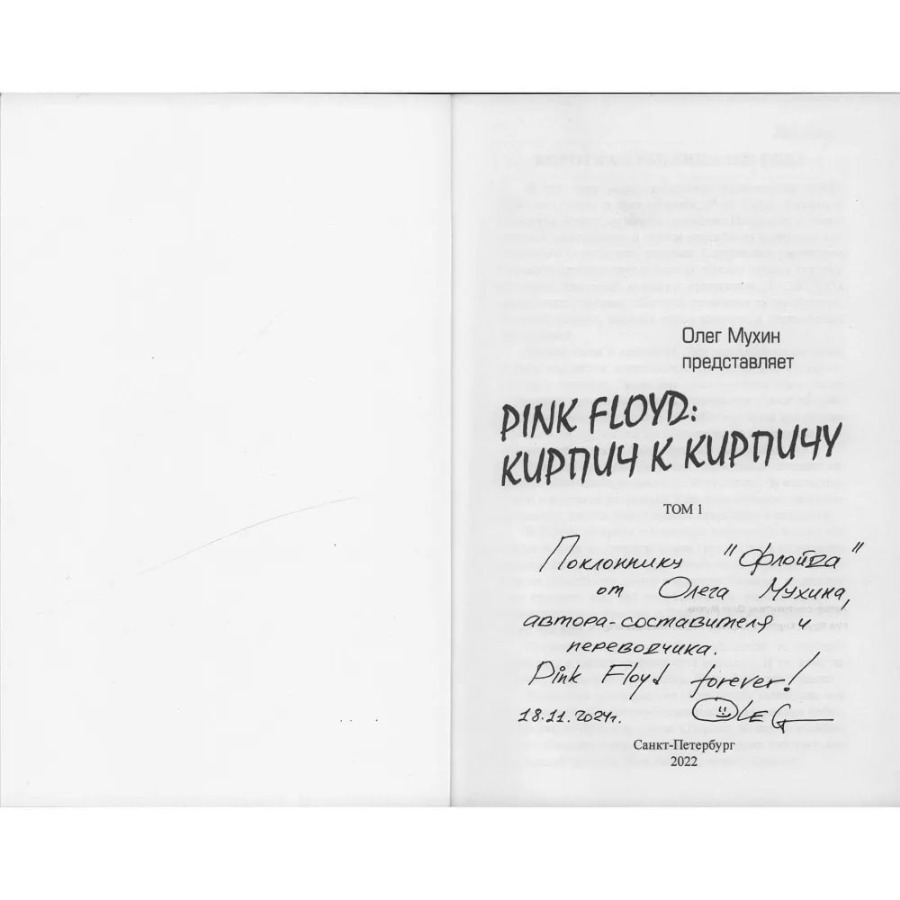 Олег Мухин
представляет
PINK FLOYD:
КИРПИЧ К КИРПИЧУ
ТОМ 1
Поклоннику "Флойда"
от Олега Мухина,
автора-составителя и
переводчика.
Pink Floyd forever!
18.11.2024г.
OLEG
Санкт-Петербург
2022